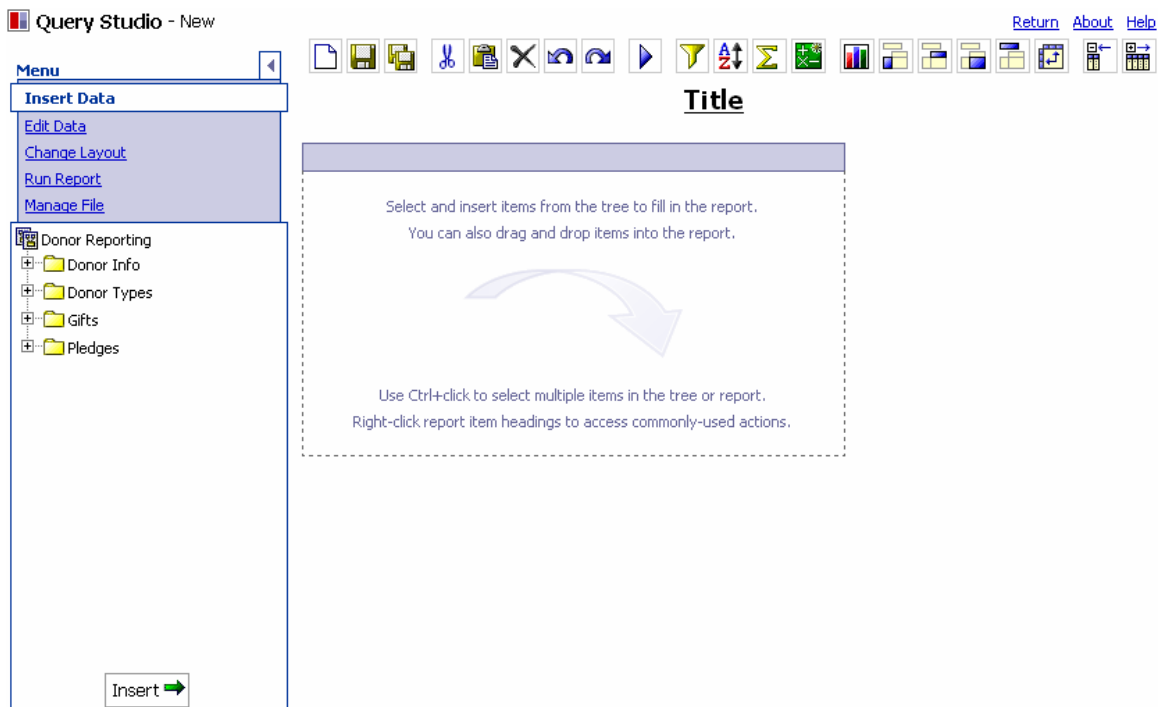 Query Studio - New
Return About Help
Menu
Insert Data
Edit Data
Change Layout
Run Report
Manage File
Donor Reporting
Donor Info
Donor Types
Gifts
Pledges
Insert
Title
Select and insert items from the tree to fill in the report.
You can also drag and drop items into the report.
Use Ctrl+click to select multiple items in the tree or report.
Right-click report item headings to access commonly-used actions.